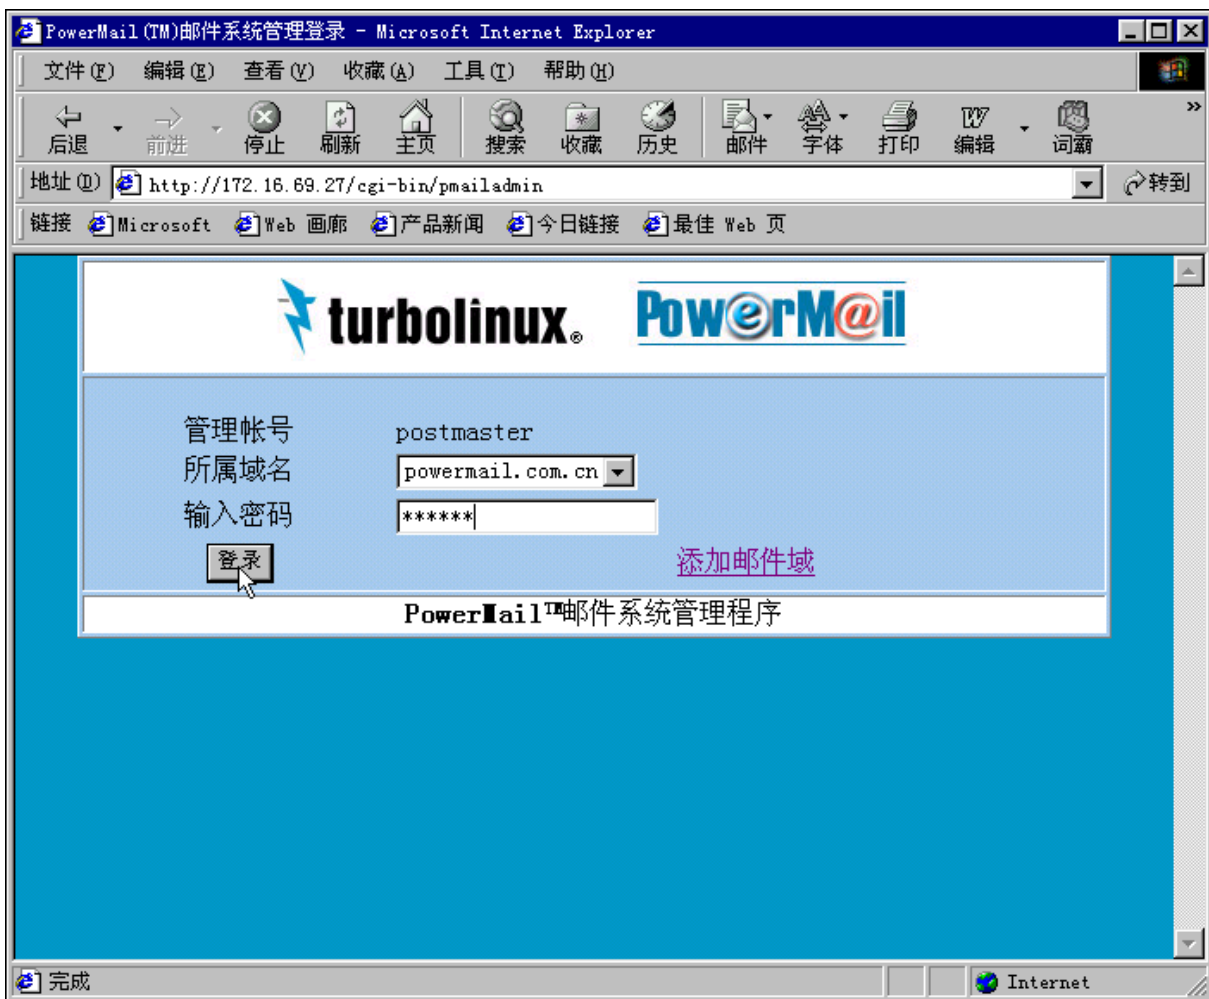 PowerMail(TM)邮件系统管理登录 - Microsoft Internet Explorer
文件(F) 编辑(E) 查看(V) 收藏(A) 工具(T) 帮助(H)
后退 前进 停止 刷新 主页 搜索 收藏 历史 邮件 字体 打印 编辑 词霸 »
地址(D) http://172.16.69.27/cgi-bin/pmailadmin 转到
链接 Microsoft Web 画廊 产品新闻 今日链接 最佳 Web 页
turbolinux® PowerM@il
管理帐号 postmaster
所属域名 powermail.com.cn
输入密码 ******
登录 添加邮件域
PowerMail™邮件系统管理程序
完成 Internet